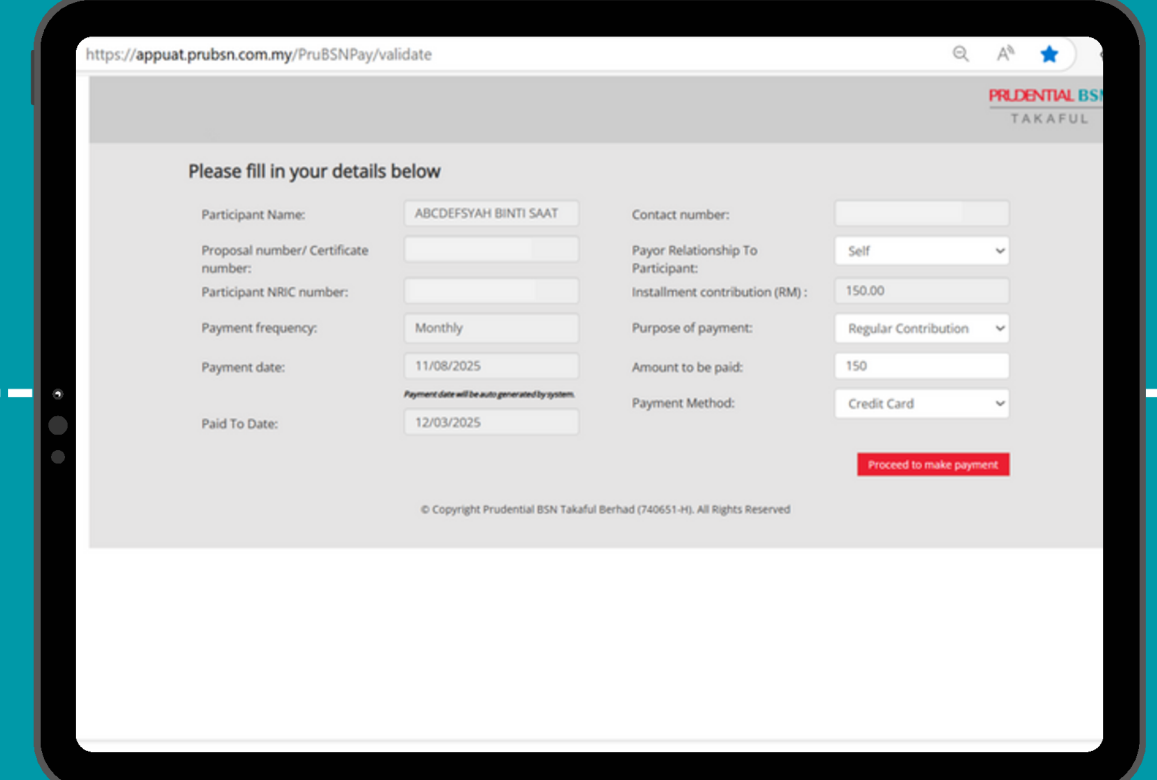 https://appuat.prubsn.com.my/PruBSNPay/validate
PRUDENTIAL BSN
TAKAFUL
Please fill in your details below
Participant Name: ABCDEFSYAH BINTI SAAT
Contact number:
Proposal number/ Certificate
number:
Payor Relationship To
Participant: Self
Participant NRIC number:
Installment contribution (RM) : 150.00
Payment frequency: Monthly
Purpose of payment: Regular Contribution
Payment date: 11/08/2025
Amount to be paid: 150
Payment date will be auto generated by system.
Payment Method: Credit Card
Paid To Date: 12/03/2025
Proceed to make payment
© Copyright Prudential BSN Takaful Berhad (740651-H). All Rights Reserved